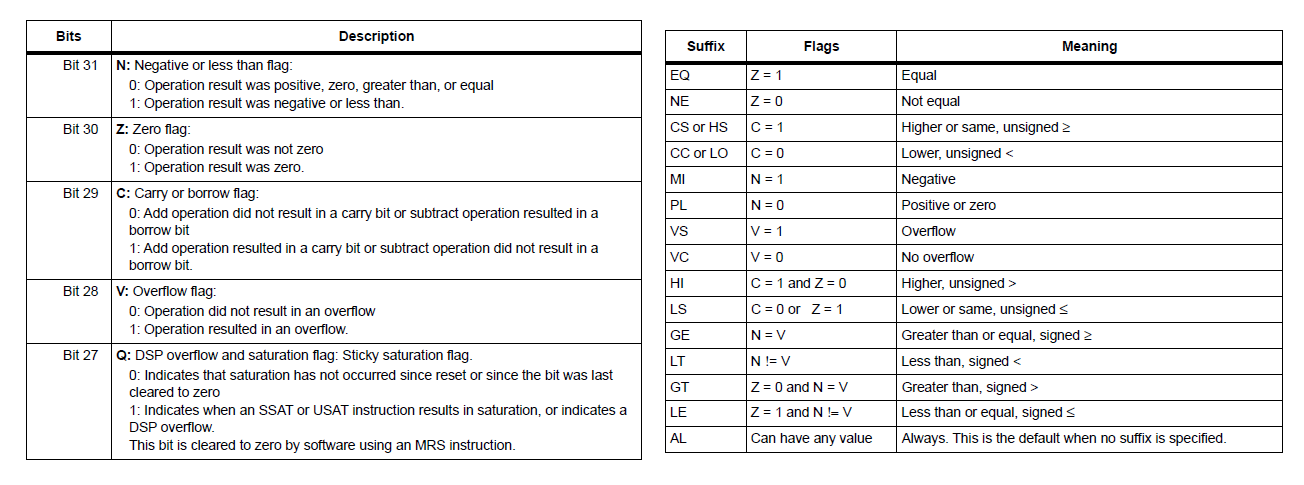 Bits Description
Bit 31 N: Negative or less than flag:
0: Operation result was positive, zero, greater than, or equal
1: Operation result was negative or less than.
Bit 30 Z: Zero flag:
0: Operation result was not zero
1: Operation result was zero.
Bit 29 C: Carry or borrow flag:
0: Add operation did not result in a carry bit or subtract operation resulted in a
borrow bit
1: Add operation resulted in a carry bit or subtract operation did not result in a
borrow bit.
Bit 28 V: Overflow flag:
0: Operation did not result in an overflow
1: Operation resulted in an overflow.
Bit 27 Q: DSP overflow and saturation flag: Sticky saturation flag.
0: Indicates that saturation has not occurred since reset or since the bit was last
cleared to zero
1: Indicates when an SSAT or USAT instruction results in saturation, or indicates a
DSP overflow.
This bit is cleared to zero by software using an MRS instruction.
Suffix Flags Meaning
EQ Z = 1 Equal
NE Z = 0 Not equal
CS or HS C = 1 Higher or same, unsigned ≥
CC or LO C = 0 Lower, unsigned <
MI N = 1 Negative
PL N = 0 Positive or zero
VS V = 1 Overflow
VC V = 0 No overflow
HI C = 1 and Z = 0 Higher, unsigned >
LS C = 0 or Z = 1 Lower or same, unsigned ≤
GE N = V Greater than or equal, signed ≥
LT N != V Less than, signed <
GT Z = 0 and N = V Greater than, signed >
LE Z = 1 and N != V Less than or equal, signed ≤
AL Can have any value Always. This is the default when no suffix is specified.